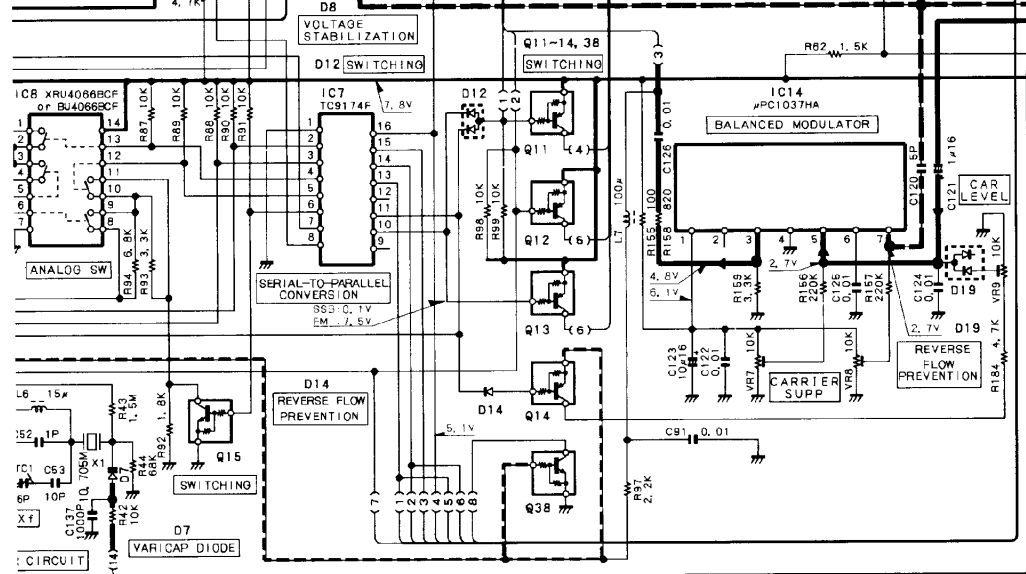 4. 7K
D8
VOLTAGE
STABILIZATION
D12 SWITCHING
Q11~14, 38
SWITCHING
R62 1. 5K
IC8 XRU4066BCF
or BU4066BCF
R87 10K
R89 10K
R88 10K
R90 10K
R91 10K
IC7
TC9174F
7. 8V
D12
IC14
μPC1037HA
BALANCED MODULATOR
1
2
3
4
5
6
7
14
13
12
11
10
9
8
1
2
3
4
5
6
7
8
16
15
14
13
12
11
10
9
1
2
3
Q11
(4)
0. 01
C126
C120 5P
C121 1μ16
CAR
LEVEL
R98 10K
R99 10K
Q12
(6)
L7 100μ
R155 100
R158 820
1
2
3
4
5
6
7
ANALOG SW
R94 6. 8K
R93 3. 3K
SERIAL-TO-PARALLEL
CONVERSION
SSB:0. 1V
FM :7. 5V
Q13
(6)
4. 8V
6. 1V
R159 3. 3K
2. 7V
R156 220K
C125 0. 01
R157 220K
C124 0. 01
D19
VR9 10K
2. 7V
D19
REVERSE
FLOW
PREVENTION
R184 4. 7K
C123 10μ16
C122 0. 01
VR7 10K
CARRIER
SUPP
VR8 10K
D14
REVERSE FLOW
PREVENTION
D14
Q14
L6 15μ
R43 1. 5M
R92 1. 8K
Q15
SWITCHING
C52 1P
X1
10. 705M
TC1
6P
C53
10P
D7
R44 68K
C137 1000P
R42 10K
Xf
CIRCUIT
(14)
D7
VARICAP DIODE
5. 1V
7
1
2
3
4
5
6
8
Q38
C91 0. 01
R97 2. 2K